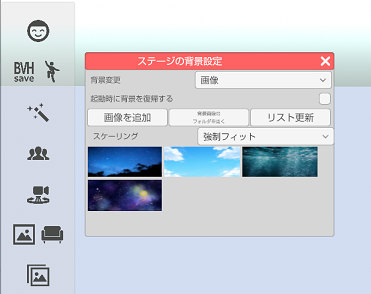 ステージの背景設定
BVH
save
背景変更
画像
起動時に背景を復帰する
画像を追加
背景画像の
フォルダを開く
リスト更新
スケーリング
強制フィット